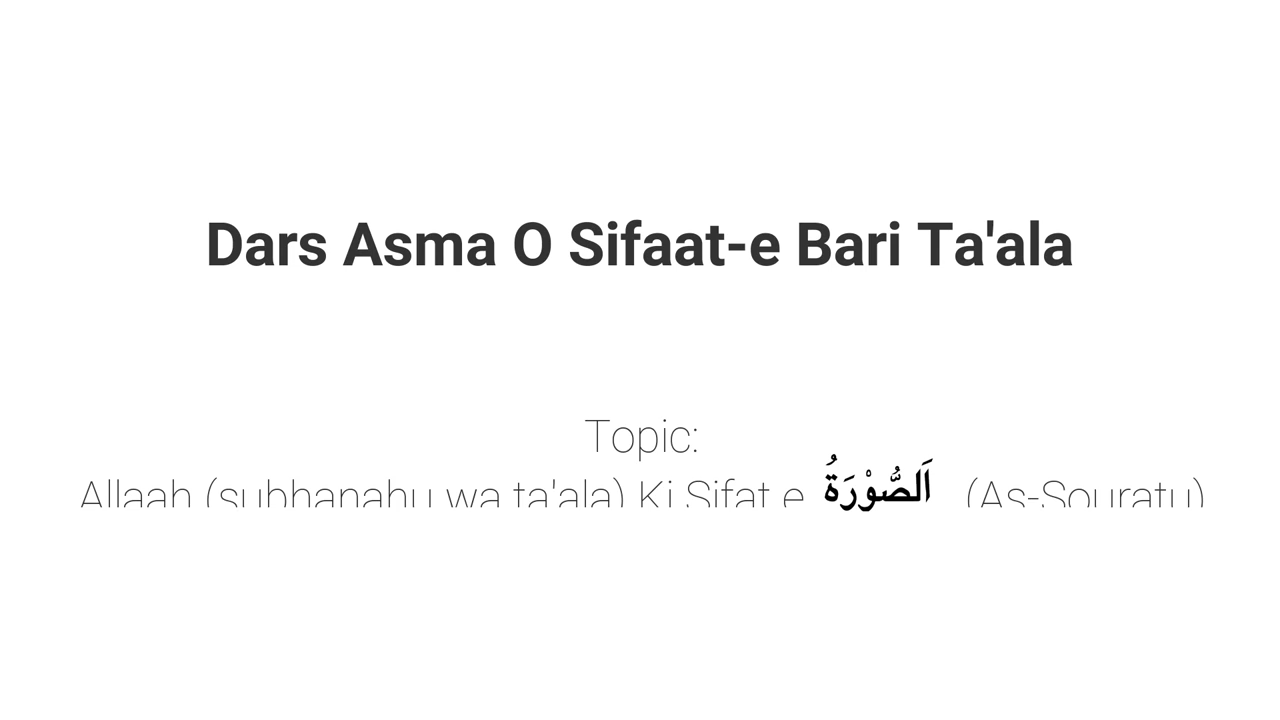 Dars Asma O Sifaat-e Bari Ta'ala
Topic:
Allaah (subhanahu wa ta'ala) Ki Sifat e اَلصُّوْرَةُ (As-Souratu)